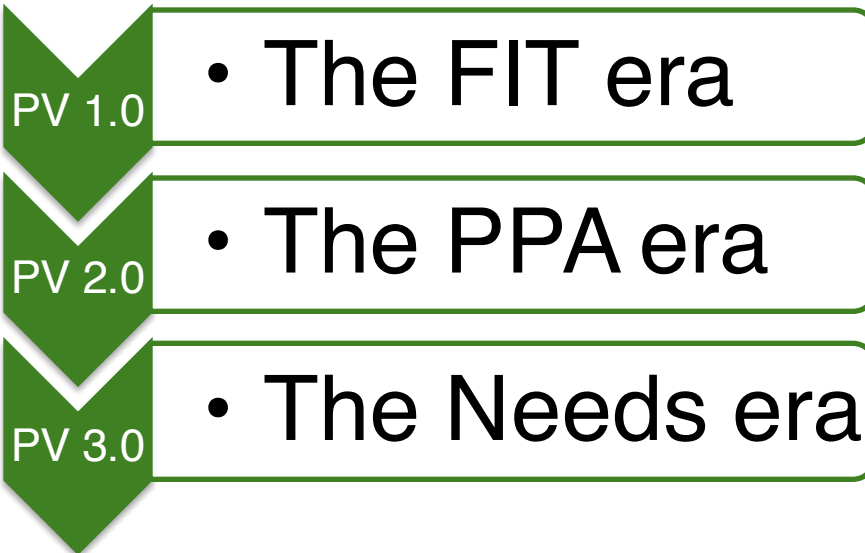 PV 1.0
• The FIT era
PV 2.0
• The PPA era
PV 3.0
• The Needs era